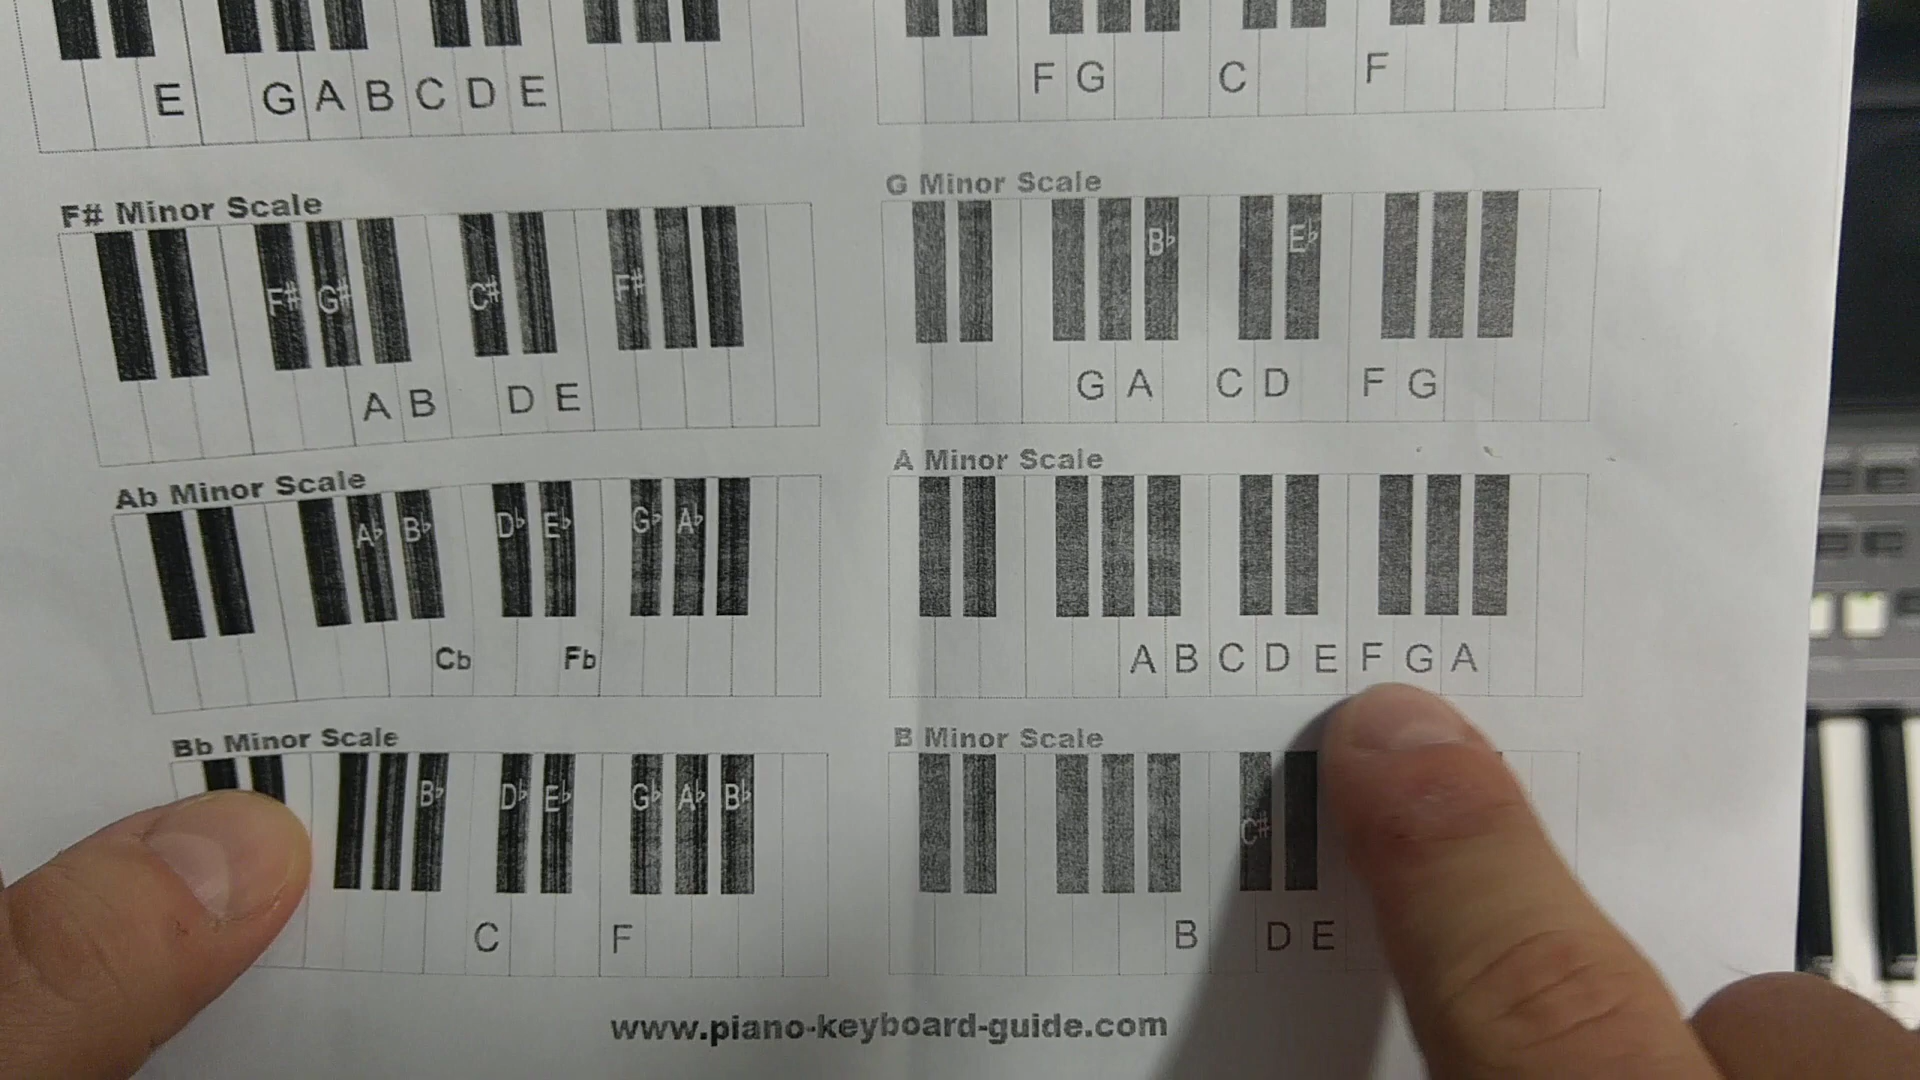 E G A B C D E
F G C F
F# Minor Scale
F# G# C# F#
A B D E
G Minor Scale
B♭ E♭
G A C D F G
Ab Minor Scale
A♭ B♭ D♭ E♭ G♭ A♭
Cb Fb
A Minor Scale
A B C D E F G A
Bb Minor Scale
B♭ D♭ E♭ G♭ A♭ B♭
C F
B Minor Scale
C#
B D E
www.piano-keyboard-guide.com